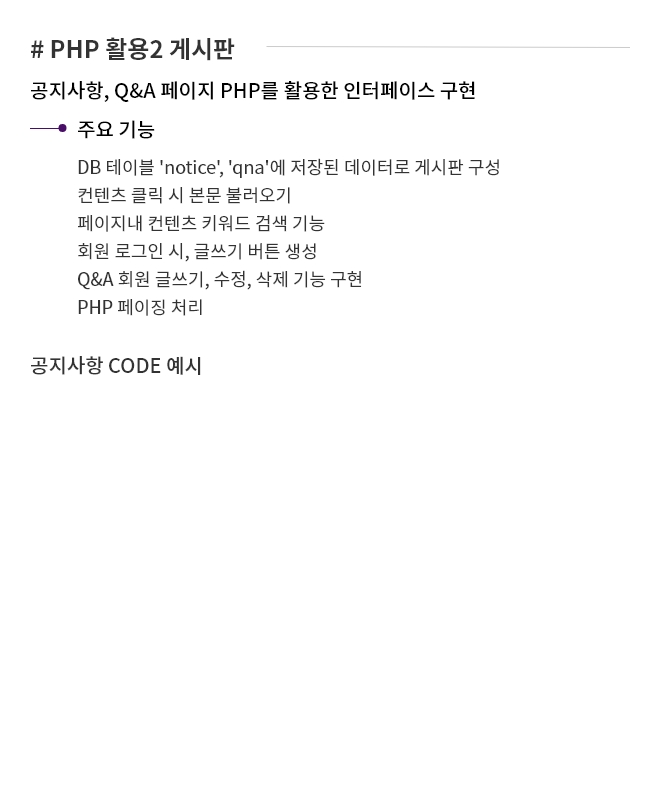 # PHP 활용2 게시판
공지사항, Q&A 페이지 PHP를 활용한 인터페이스 구현
주요 기능
DB 테이블 'notice', 'qna'에 저장된 데이터로 게시판 구성
컨텐츠 클릭 시 본문 불러오기
페이지내 컨텐츠 키워드 검색 기능
회원 로그인 시, 글쓰기 버튼 생성
Q&A 회원 글쓰기, 수정, 삭제 기능 구현
PHP 페이징 처리
공지사항 CODE 예시